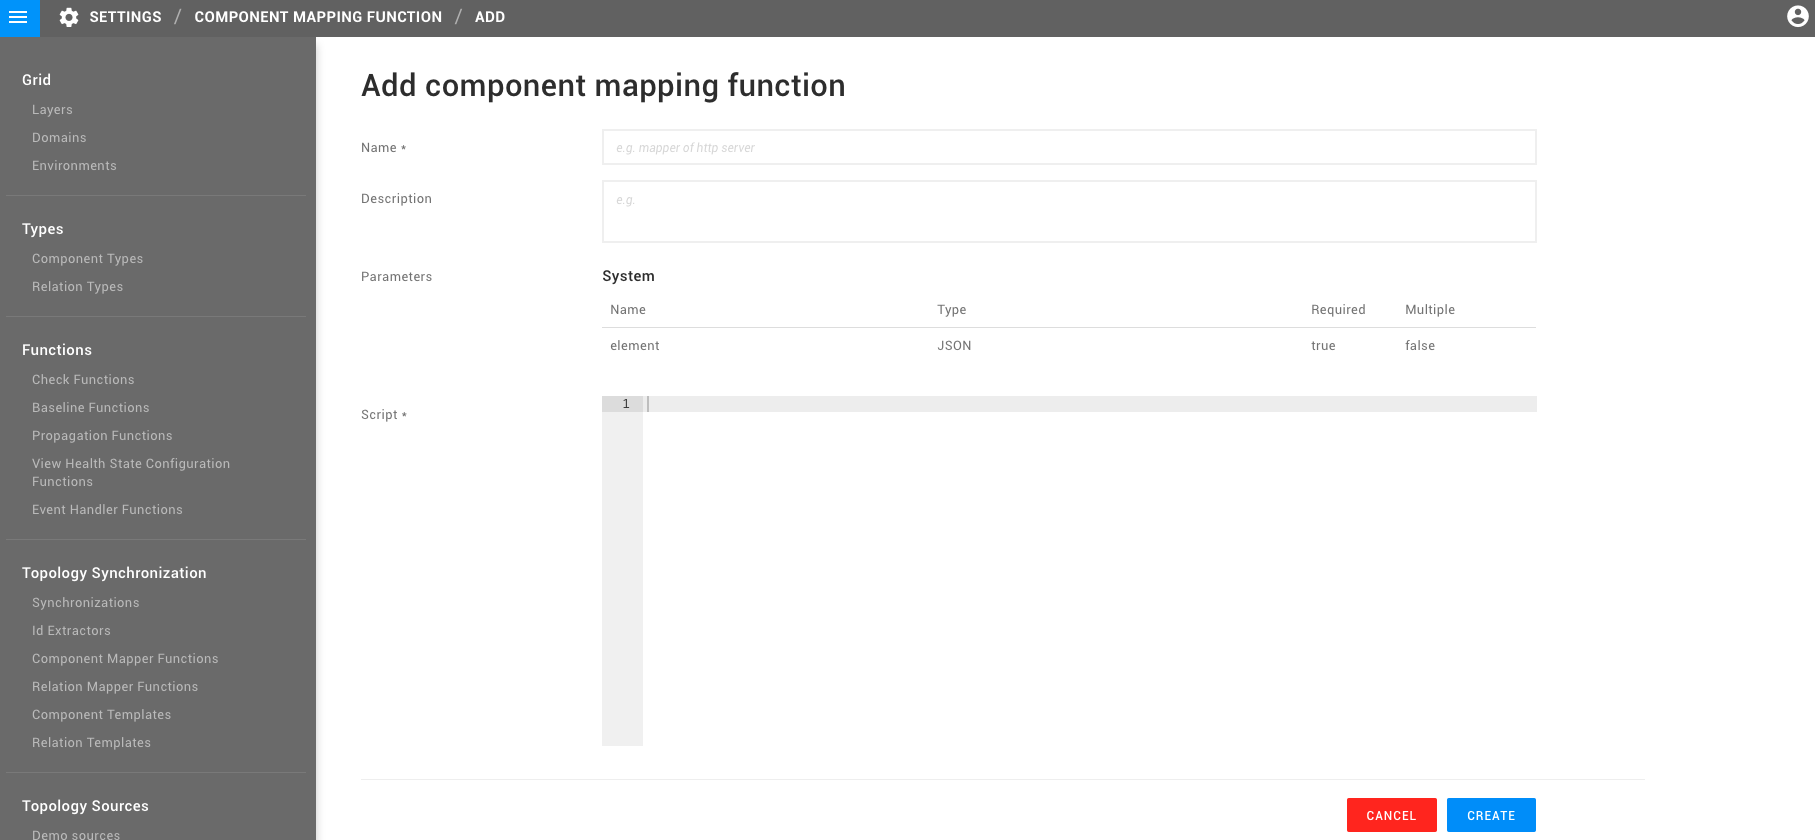 SETTINGS / COMPONENT MAPPING FUNCTION / ADD
Grid
Layers
Domains
Environments
Types
Component Types
Relation Types
Functions
Check Functions
Baseline Functions
Propagation Functions
View Health State Configuration
Functions
Event Handler Functions
Topology Synchronization
Synchronizations
Id Extractors
Component Mapper Functions
Relation Mapper Functions
Component Templates
Relation Templates
Topology Sources
Demo sources
Add component mapping function
Name * e.g. mapper of http server
Description e.g.
Parameters System
Name Type Required Multiple
element JSON true false
Script * 1
CANCEL CREATE